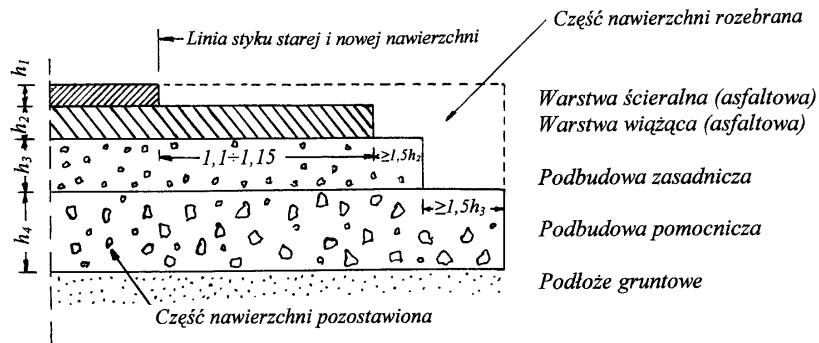 Część nawierzchni rozebrana
Linia styku starej i nowej nawierzchni
h₁
Warstwa ścieralna (asfaltowa)
h₂
Warstwa wiążąca (asfaltowa)
h₃
1,1÷1,15
≥1,5h₂
Podbudowa zasadnicza
≥1,5h₃
h₄
Podbudowa pomocnicza
Podłoże gruntowe
Część nawierzchni pozostawiona